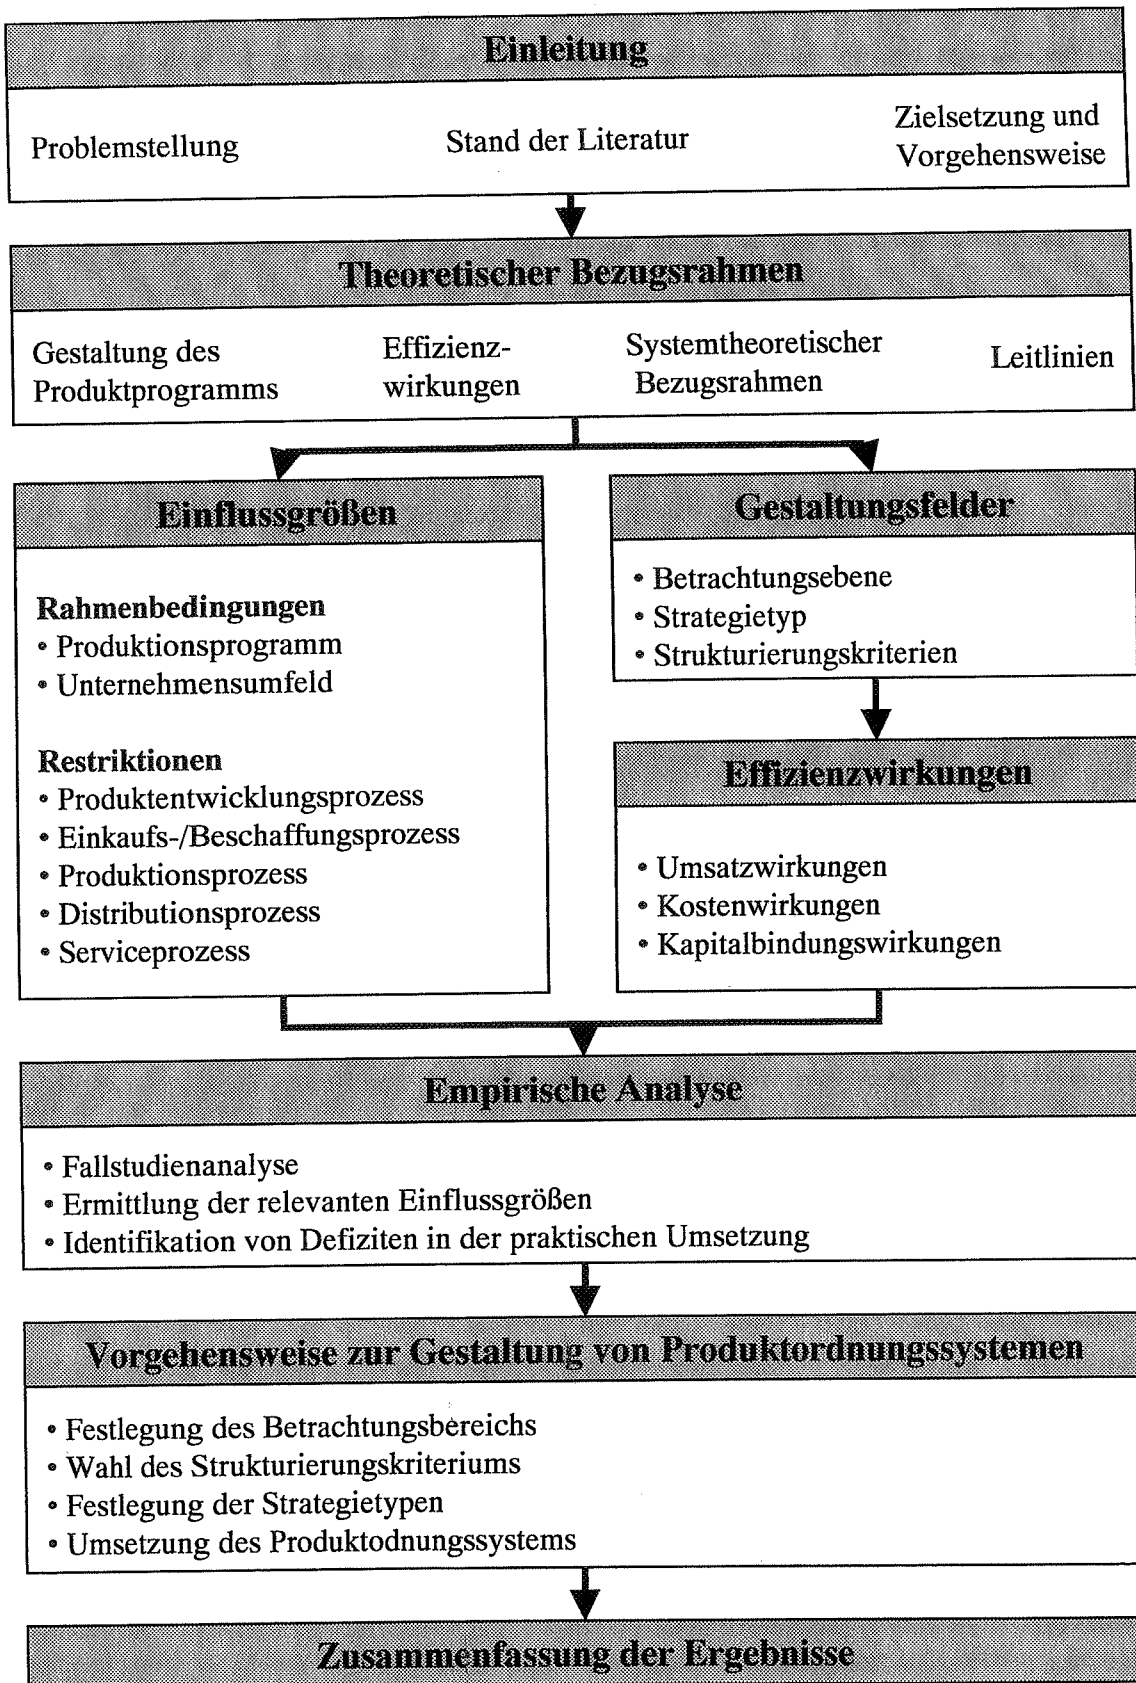 Einleitung
Problemstellung
Stand der Literatur
Zielsetzung und
Vorgehensweise
Theoretischer Bezugsrahmen
Gestaltung des
Produktprogramms
Effizienz-
wirkungen
Systemtheoretischer
Bezugsrahmen
Leitlinien
Einflussgrößen
Rahmenbedingungen
• Produktionsprogramm
• Unternehmensumfeld
Restriktionen
• Produktentwicklungsprozess
• Einkaufs-/Beschaffungsprozess
• Produktionsprozess
• Distributionsprozess
• Serviceprozess
Gestaltungsfelder
• Betrachtungsebene
• Strategietyp
• Strukturierungskriterien
Effizienzwirkungen
• Umsatzwirkungen
• Kostenwirkungen
• Kapitalbindungswirkungen
Empirische Analyse
• Fallstudienanalyse
• Ermittlung der relevanten Einflussgrößen
• Identifikation von Defiziten in der praktischen Umsetzung
Vorgehensweise zur Gestaltung von Produktordnungssystemen
• Festlegung des Betrachtungsbereichs
• Wahl des Strukturierungskriteriums
• Festlegung der Strategietypen
• Umsetzung des Produktodnungssystems
Zusammenfassung der Ergebnisse